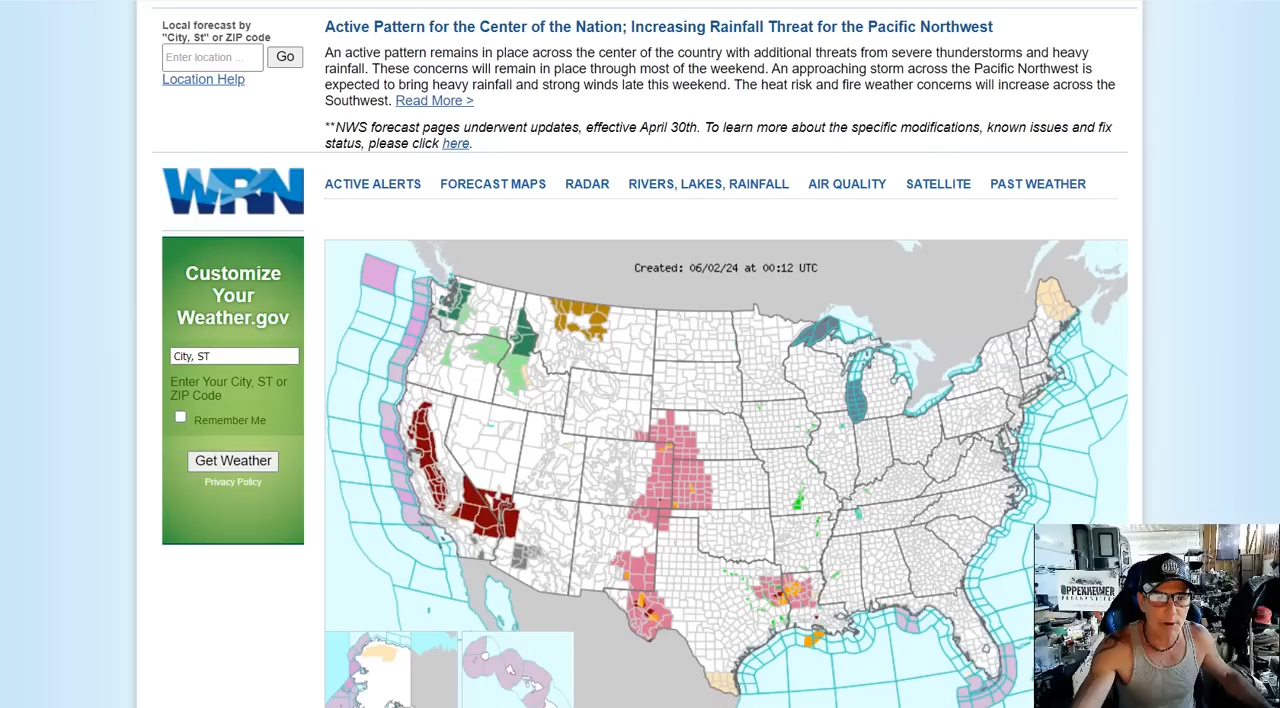 Local forecast by
"City, St" or ZIP code
Enter location ...
Go
Location Help
Active Pattern for the Center of the Nation; Increasing Rainfall Threat for the Pacific Northwest
An active pattern remains in place across the center of the country with additional threats from severe thunderstorms and heavy
rainfall. These concerns will remain in place through most of the weekend. An approaching storm across the Pacific Northwest is
expected to bring heavy rainfall and strong winds late this weekend. The heat risk and fire weather concerns will increase across the
Southwest. Read More >
**NWS forecast pages underwent updates, effective April 30th. To learn more about the specific modifications, known issues and fix
status, please click here.
WRN
ACTIVE ALERTS FORECAST MAPS RADAR RIVERS, LAKES, RAINFALL AIR QUALITY SATELLITE PAST WEATHER
Customize
Your
Weather.gov
City, ST
Enter Your City, ST or
ZIP Code
Remember Me
Get Weather
Privacy Policy
Created: 06/02/24 at 00:12 UTC
OPPENHEIMER